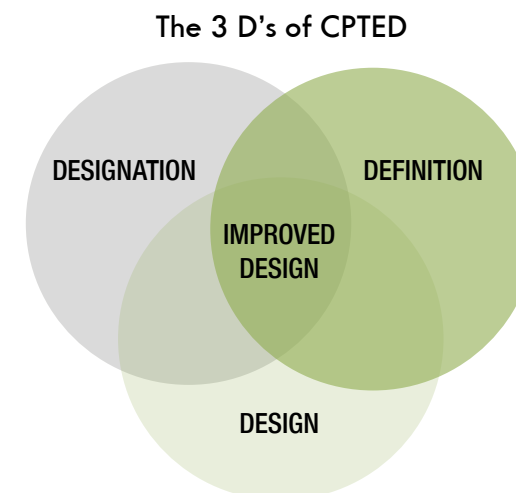 The 3 D's of CPTED
DESIGNATION
DEFINITION
IMPROVED
DESIGN
DESIGN